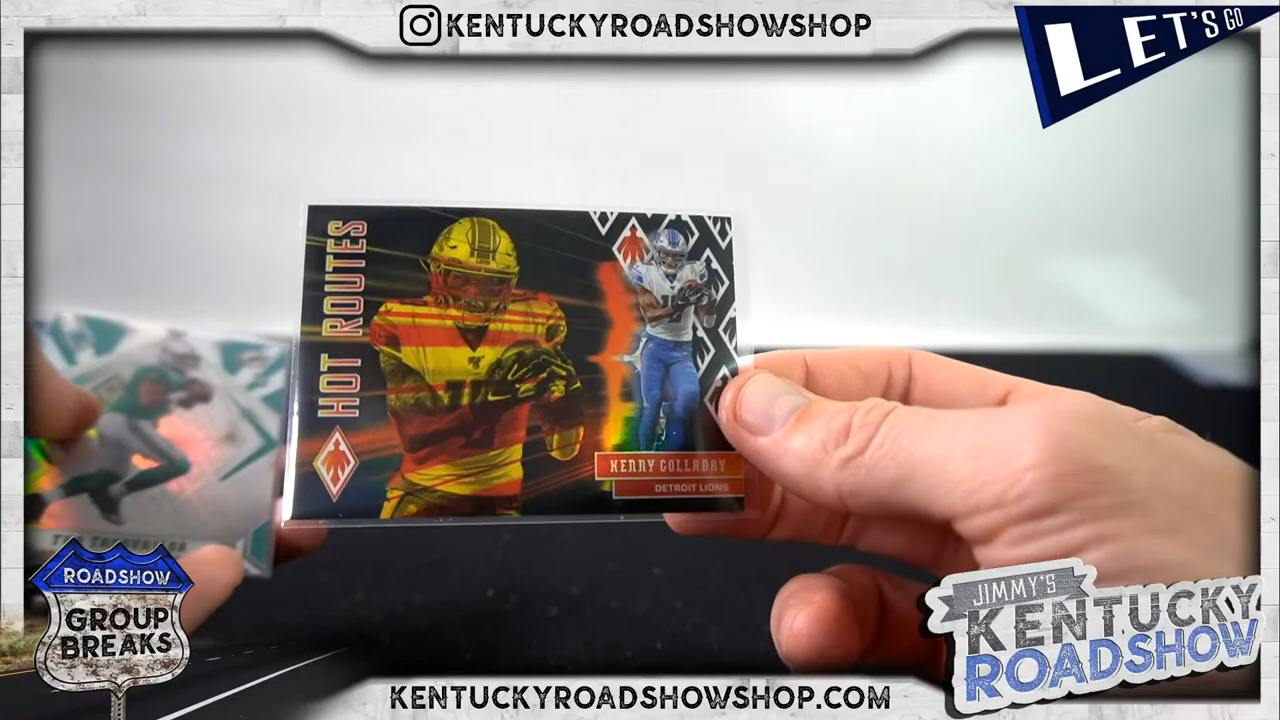 KENTUCKYROADSHOWSHOP
LET'S GO
HOT ROUTES
KENNY GOLLADAY
DETROIT LIONS
ROADSHOW
GROUP
BREAKS
JIMMY'S
KENTUCKY
ROADSHOW
KENTUCKYROADSHOWSHOP.COM